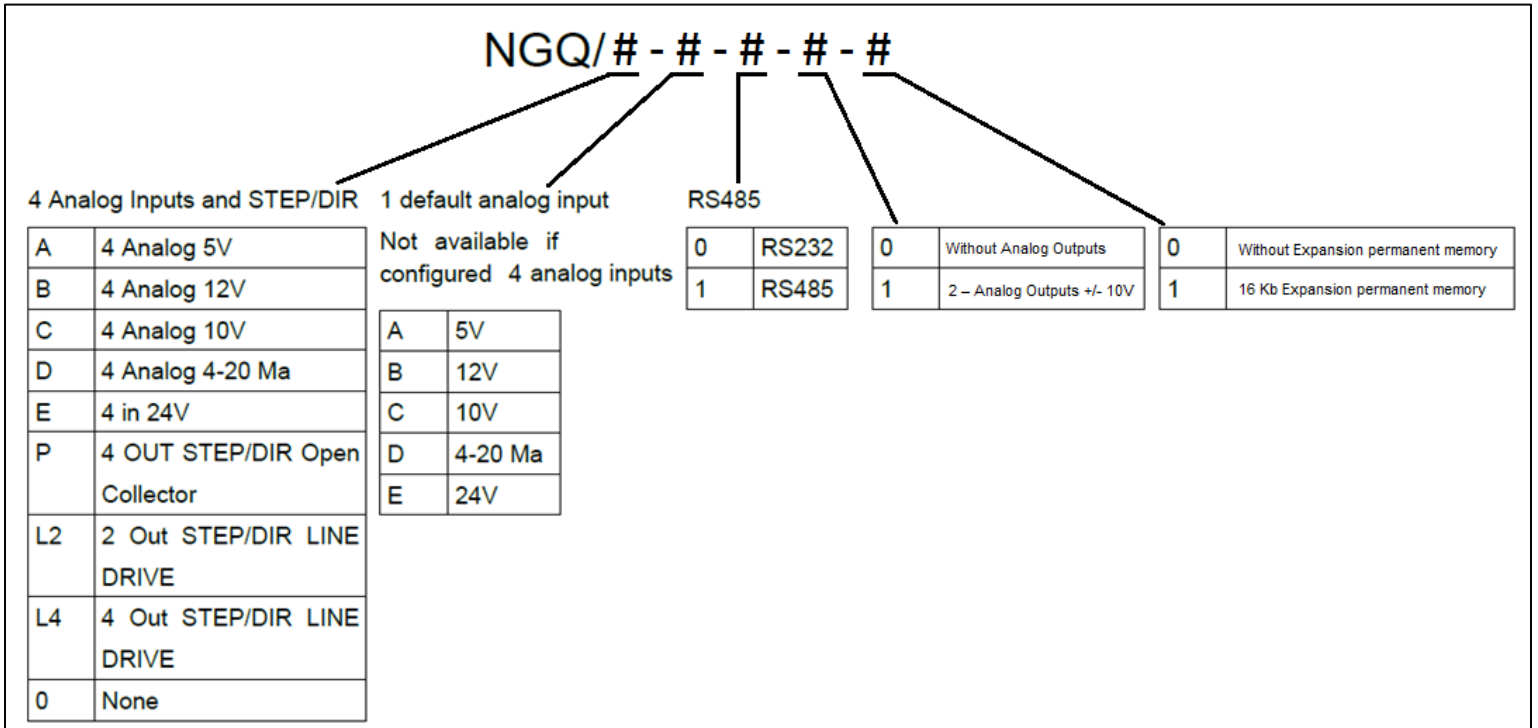 NGQ/ # - # - # - # - #
4 Analog Inputs and STEP/DIR
A 4 Analog 5V
B 4 Analog 12V
C 4 Analog 10V
D 4 Analog 4-20 Ma
E 4 in 24V
P 4 OUT STEP/DIR Open
Collector
L2 2 Out STEP/DIR LINE
DRIVE
L4 4 Out STEP/DIR LINE
DRIVE
0 None
1 default analog input
Not available if
configured 4 analog inputs
A 5V
B 12V
C 10V
D 4-20 Ma
E 24V
RS485
0 RS232
1 RS485
0 Without Analog Outputs
1 2 – Analog Outputs +/- 10V
0 Without Expansion permanent memory
1 16 Kb Expansion permanent memory